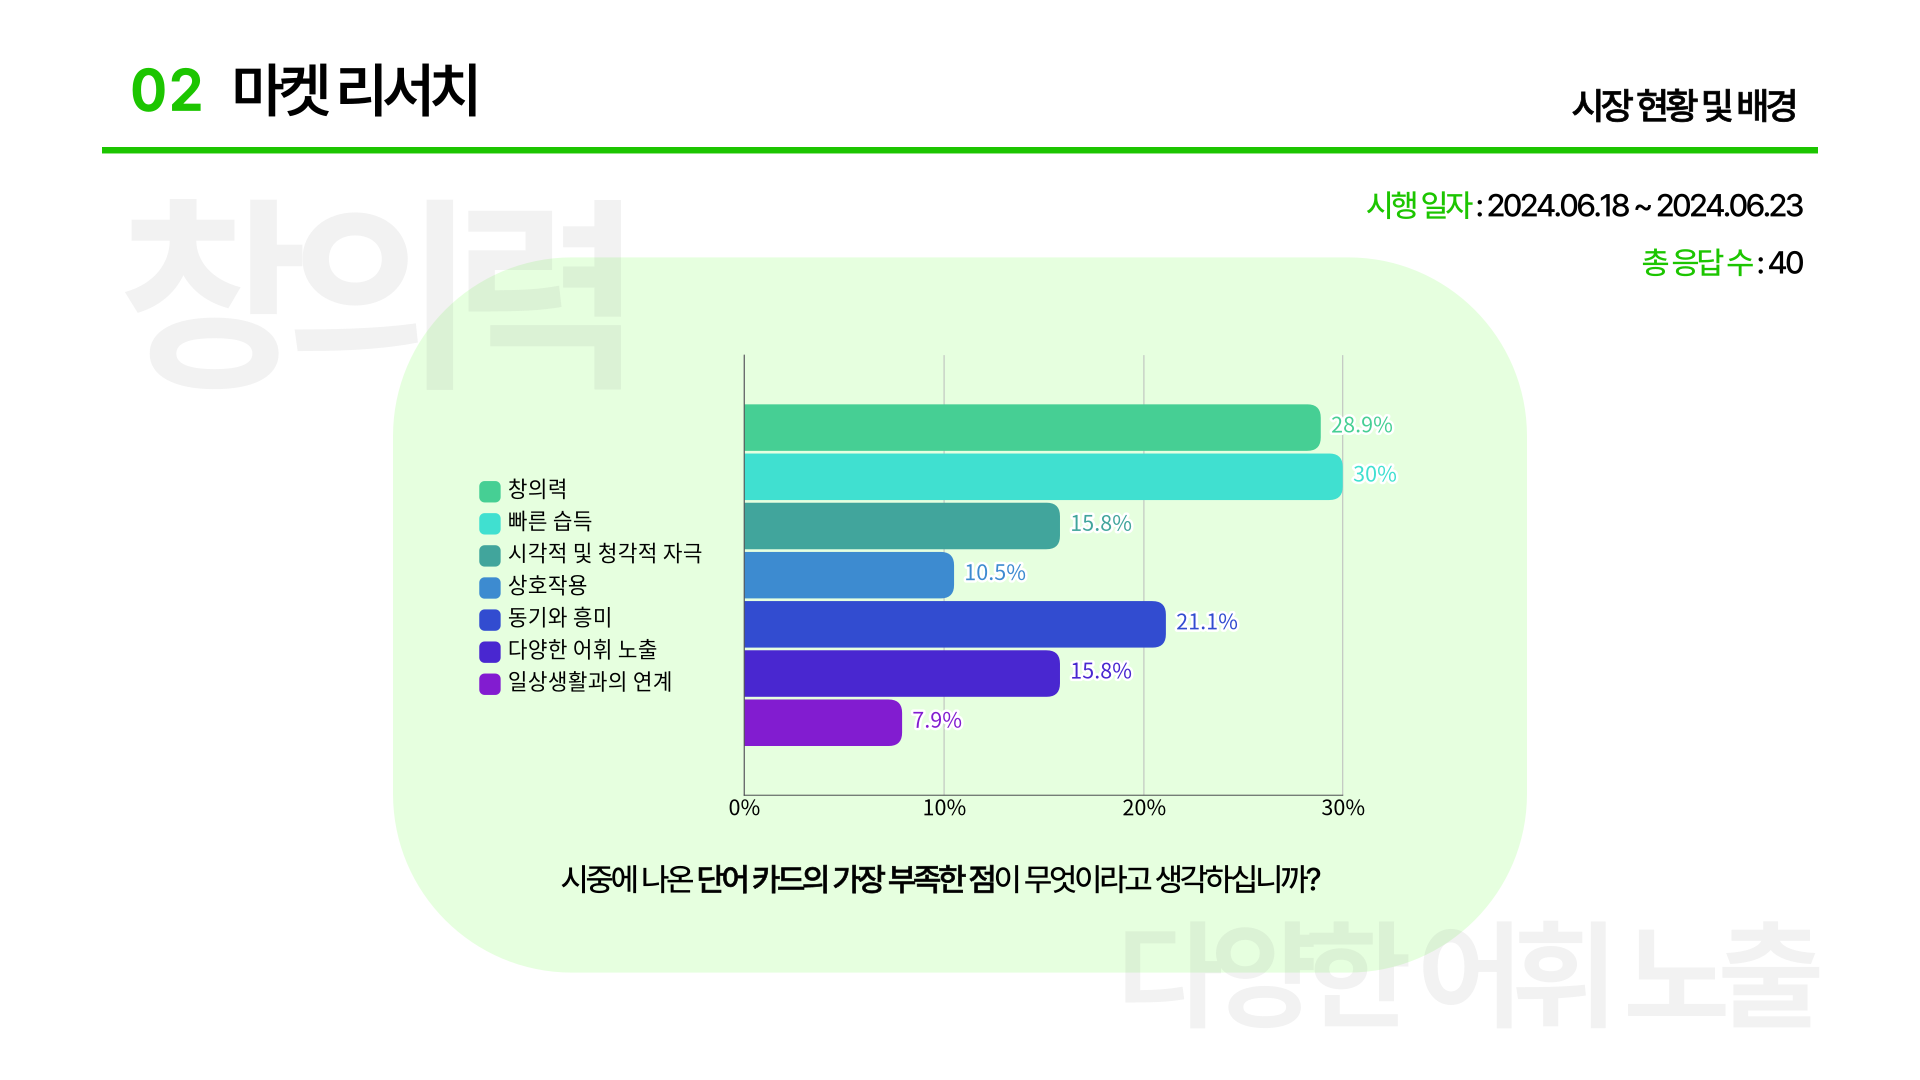 02 마켓 리서치
시장 현황 및 배경
시행 일자 : 2024.06.18 ~ 2024.06.23
총 응답 수 : 40
창의력
28.9%
30%
15.8%
10.5%
21.1%
15.8%
7.9%
창의력
빠른 습득
시각적 및 청각적 자극
상호작용
동기와 흥미
다양한 어휘 노출
일상생활과의 연계
0% 10% 20% 30%
시중에 나온 단어 카드의 가장 부족한 점이 무엇이라고 생각하십니까?
다양한 어휘 노출